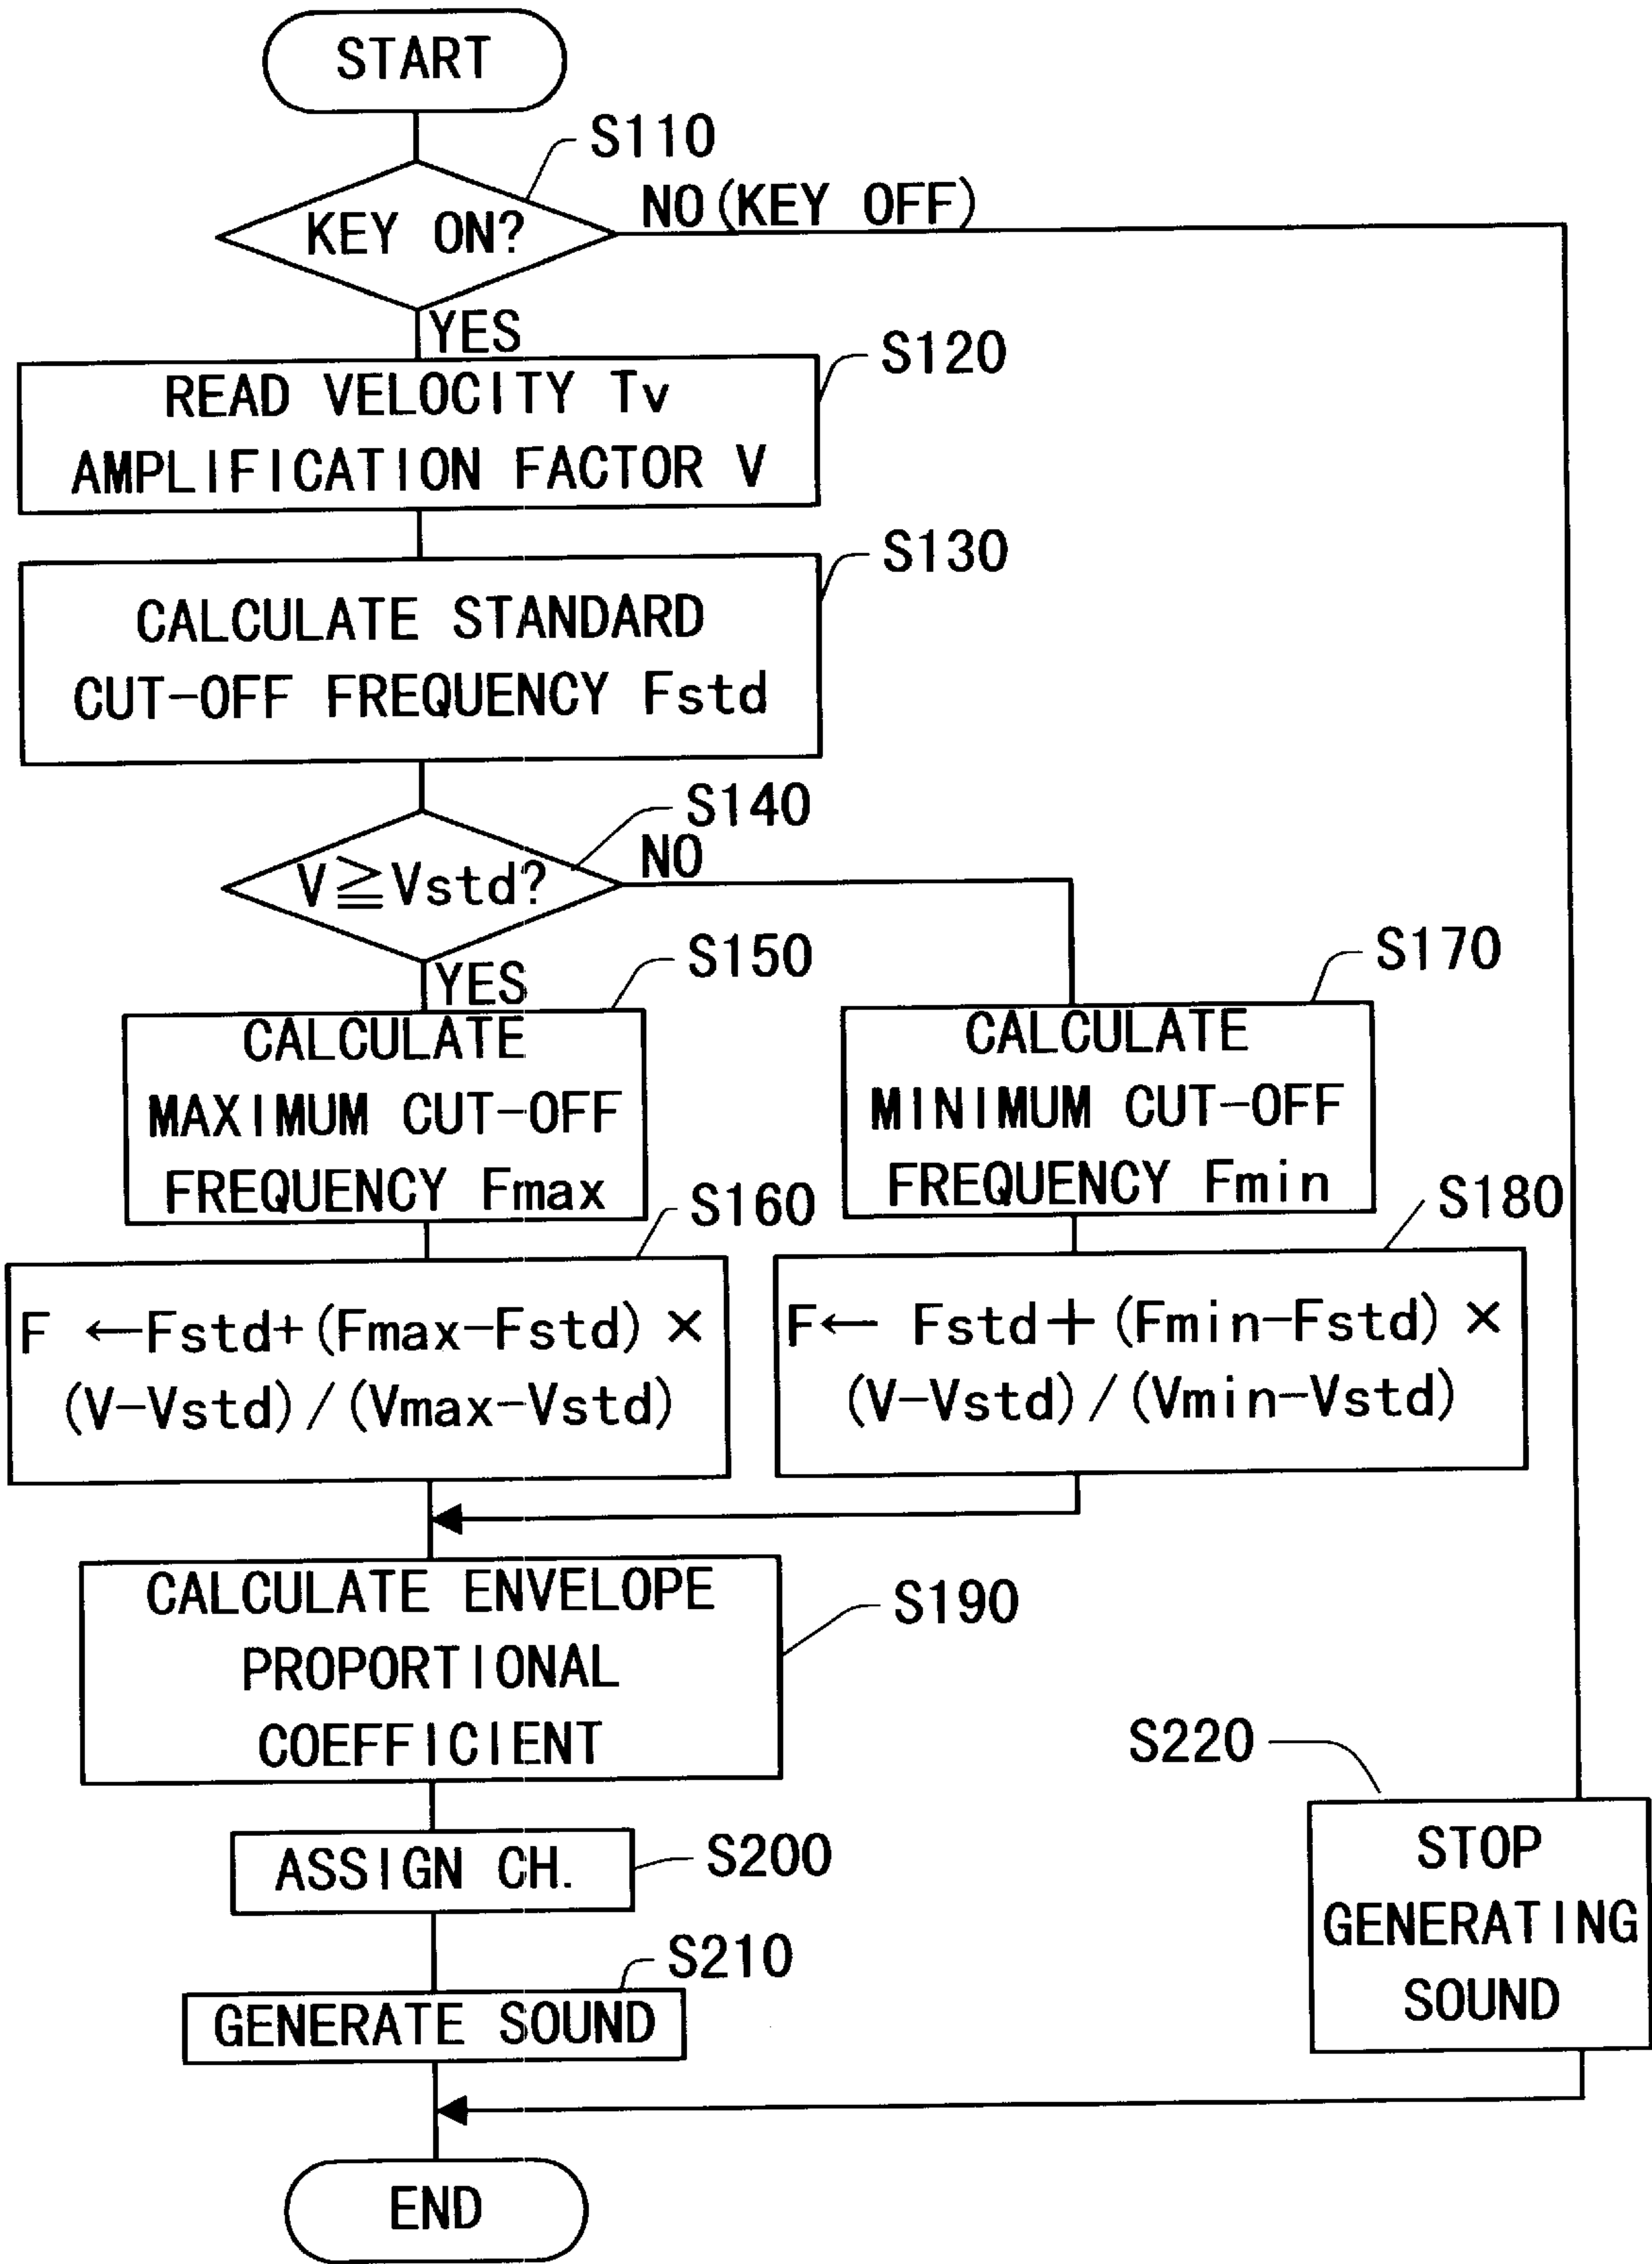 START
S110
KEY ON?
NO(KEY OFF)
YES
S120
READ VELOCITY Tv
AMPLIFICATION FACTOR V
S130
CALCULATE STANDARD
CUT-OFF FREQUENCY Fstd
S140
V≧Vstd?
NO
YES
S150
CALCULATE
MAXIMUM CUT-OFF
FREQUENCY Fmax
S170
CALCULATE
MINIMUM CUT-OFF
FREQUENCY Fmin
S160
F ←Fstd+(Fmax-Fstd)×
(V-Vstd)/(Vmax-Vstd)
S180
F← Fstd+(Fmin-Fstd)×
(V-Vstd)/(Vmin-Vstd)
S190
CALCULATE ENVELOPE
PROPORTIONAL
COEFFICIENT
S200
ASSIGN CH.
S210
GENERATE SOUND
S220
STOP
GENERATING
SOUND
END